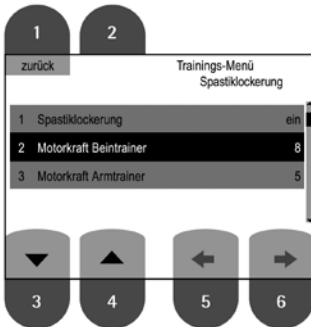 1 2
zurück Trainings-Menü
Spastiklockerung
1 Spastiklockerung ein
2 Motorkraft Beintrainer 8
3 Motorkraft Armtrainer 5
3 4 5 6